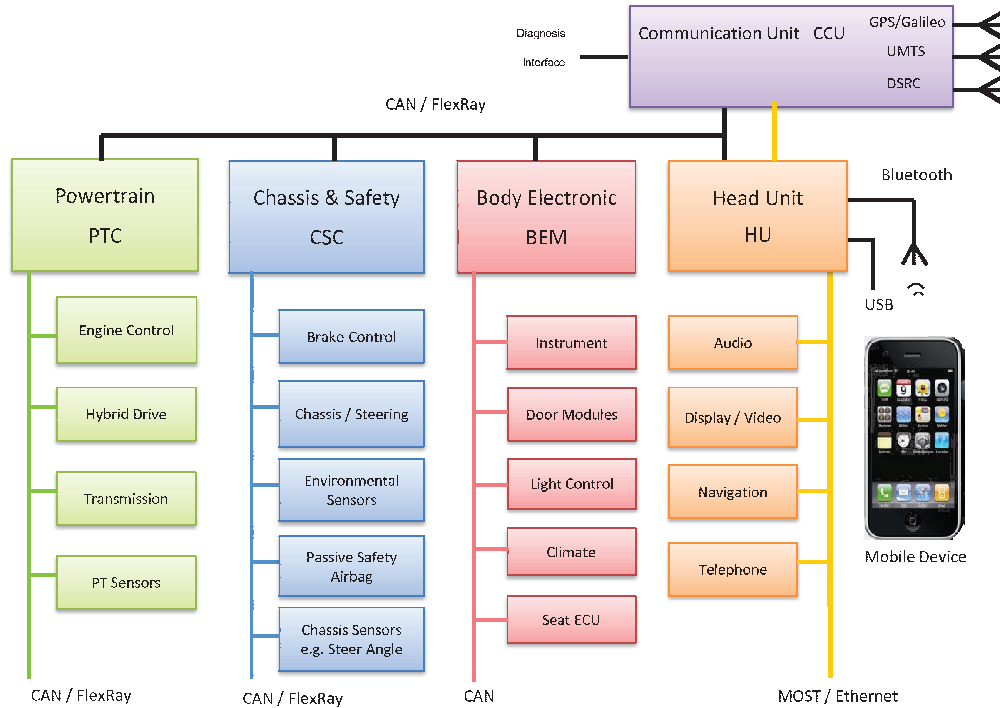 Diagnosis
Interface
Communication Unit CCU
GPS/Galileo
UMTS
DSRC
CAN / FlexRay
Powertrain
PTC
Chassis & Safety
CSC
Body Electronic
BEM
Head Unit
HU
Bluetooth
USB
Engine Control
Hybrid Drive
Transmission
PT Sensors
CAN / FlexRay
Brake Control
Chassis / Steering
Environmental
Sensors
Passive Safety
Airbag
Chassis Sensors
e.g. Steer Angle
CAN / FlexRay
Instrument
Door Modules
Light Control
Climate
Seat ECU
CAN
Audio
Display / Video
Navigation
Telephone
MOST / Ethernet
Mobile Device